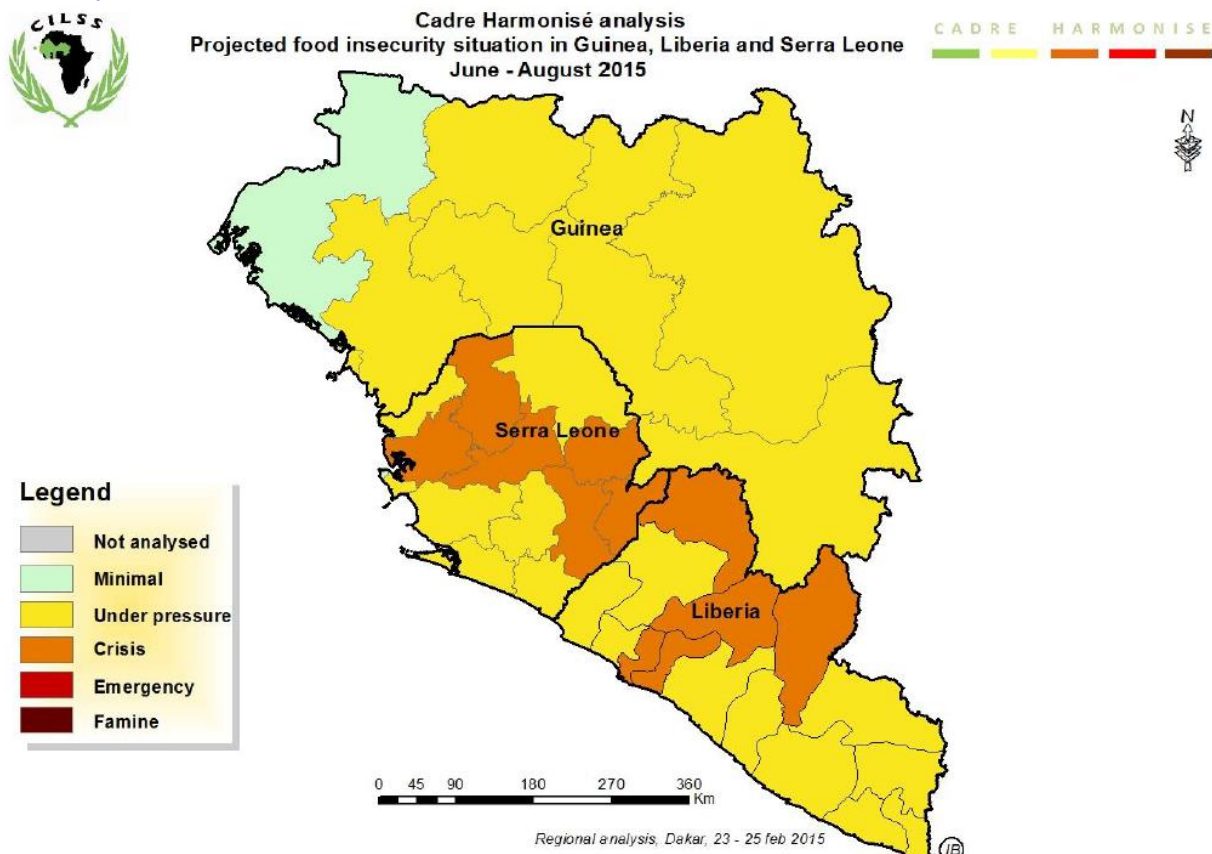 CILSS
Cadre Harmonisé analysis
Projected food insecurity situation in Guinea, Liberia and Serra Leone
June - August 2015
CADRE HARMONISE
N
Guinea
Serra Leone
Liberia
Legend
Not analysed
Minimal
Under pressure
Crisis
Emergency
Famine
0 45 90 180 270 360
Km
Regional analysis, Dakar, 23 - 25 feb 2015
JB